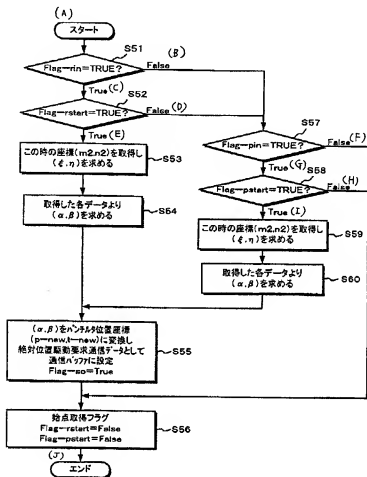 (A)
スタート
S51
Flag-rin=TRUE?
(B)
False
True(C)
S52
Flag-rstart=TRUE?
(D)
False
True(E)
この時の座標(m2,n2)を取得し
(ξ,η)を求める
S53
取得した各データより
(α,β)を求める
S54
S57
Flag-pin=TRUE?
(F)
False
True(G)
S58
Flag-pstart=TRUE?
(H)
False
True(I)
この時の座標(m2,n2)を取得し
(ξ,η)を求める
S59
取得した各データより
(α,β)を求める
S60
(α,β)をパンチルタ位置座標
(p-new,t-new)に変換し
絶対位置駆動要求通信データとして
通信バッファに設定
Flag-so=True
S55
始点取得フラグ
Flag-rstart=False
Flag-pstart=False
S56
(J)
エンド